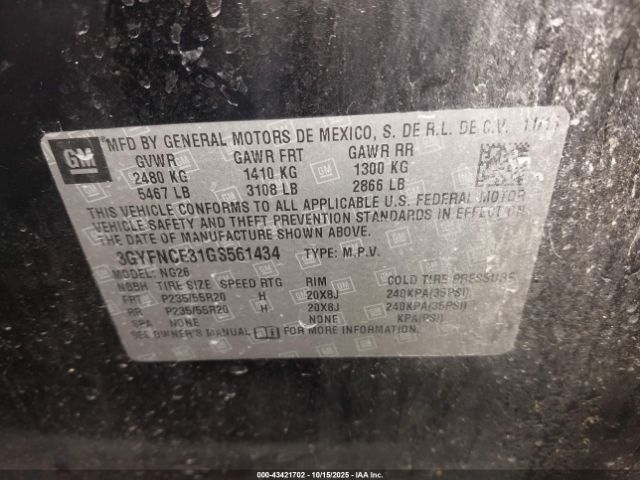 GM
MFD BY GENERAL MOTORS DE MEXICO, S. DE R.L. DE C.V.
GVWR GAWR FRT GAWR RR
2480 KG 1410 KG 1300 KG
5467 LB 3108 LB 2866 LB
THIS VEHICLE CONFORMS TO ALL APPLICABLE U.S. FEDERAL MOTOR
VEHICLE SAFETY AND THEFT PREVENTION STANDARDS IN EFFECT ON
THE DATE OF MANUFACTURE SHOWN ABOVE.
3GYFNCE31GS561434 TYPE: M.P.V.
MODEL: NG26
NBBH TIRE SIZE SPEED RTG RIM COLD TIRE PRESSURE
FRT P235/55R20 H 20X8J 240KPA(35PSI)
RR P235/55R20 H 20X8J 240KPA(35PSI)
SPA NONE NONE KPA(PSI)
SEE OWNER'S MANUAL FOR MORE INFORMATION.
000-43421702 - 10/15/2025 - IAAI.com